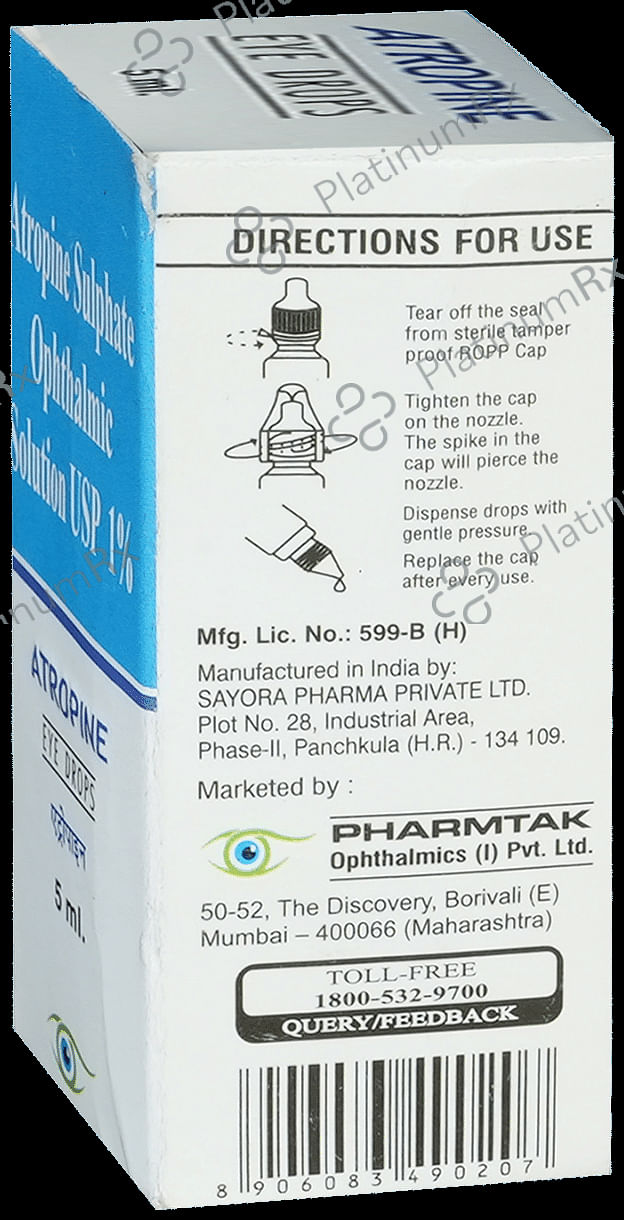 ATROPINE
EYE DROPS
5 ml.
Atropine Sulphate
Ophthalmic
Solution USP 1%
ATROPINE
EYE DROPS
एट्रोपाइन
5 ml.
DIRECTIONS FOR USE
Tear off the seal
from sterile tamper
proof ROPP Cap
Tighten the cap
on the nozzle.
The spike in the
cap will pierce the
nozzle.
Dispense drops with
gentle pressure.
Replace the cap
after every use.
Mfg. Lic. No.: 599-B (H)
Manufactured in India by:
SAYORA PHARMA PRIVATE LTD.
Plot No. 28, Industrial Area,
Phase-II, Panchkula (H.R.) - 134 109.
Marketed by :
PHARMTAK
Ophthalmics (I) Pvt. Ltd.
50-52, The Discovery, Borivali (E)
Mumbai – 400066 (Maharashtra)
TOLL-FREE
1800-532-9700
QUERY/FEEDBACK
8 906083 490207
PlatinumRx
PlatinumRx